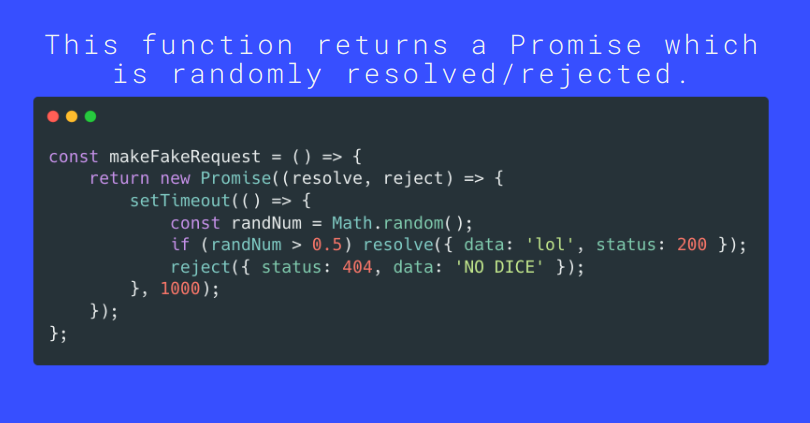 This function returns a Promise which
is randomly resolved/rejected.
const makeFakeRequest = () => {
    return new Promise((resolve, reject) => {
        setTimeout(() => {
            const randNum = Math.random();
            if (randNum > 0.5) resolve({ data: 'lol', status: 200 });
            reject({ status: 404, data: 'NO DICE' });
        }, 1000);
    });
};